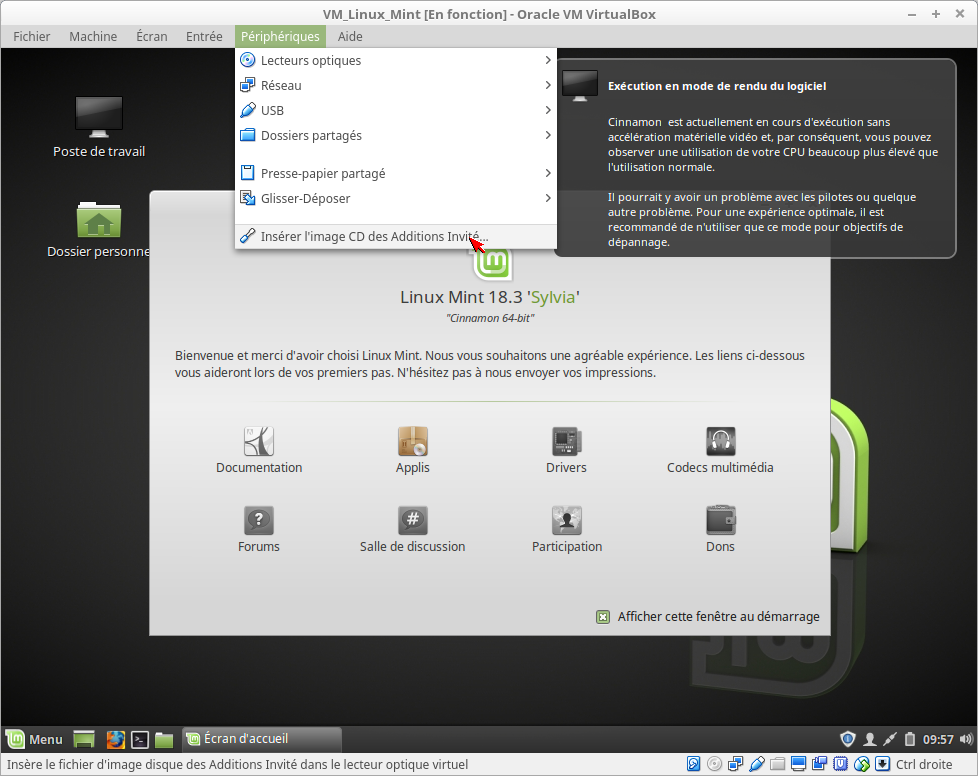 VM_Linux_Mint [En fonction] - Oracle VM VirtualBox
Fichier Machine Écran Entrée Périphériques Aide
Lecteurs optiques
Réseau
USB
Dossiers partagés
Presse-papier partagé
Glisser-Déposer
Insérer l'image CD des Additions Invité...
Exécution en mode de rendu du logiciel
Cinnamon est actuellement en cours d'exécution sans
accélération matérielle vidéo et, par conséquent, vous pouvez
observer une utilisation de votre CPU beaucoup plus élevé que
l'utilisation normale.
Il pourrait y avoir un problème avec les pilotes ou quelque
autre problème. Pour une expérience optimale, il est
recommandé de n'utiliser que ce mode pour objectifs de
dépannage.
Poste de travail
Dossier personne
Linux Mint 18.3 'Sylvia'
"Cinnamon 64-bit"
Bienvenue et merci d'avoir choisi Linux Mint. Nous vous souhaitons une agréable expérience. Les liens ci-dessous
vous aideront lors de vos premiers pas. N'hésitez pas à nous envoyer vos impressions.
Documentation Applis Drivers Codecs multimédia
Forums Salle de discussion Participation Dons
Afficher cette fenêtre au démarrage
Menu Écran d'accueil 09:57
Insère le fichier d'image disque des Additions Invité dans le lecteur optique virtuel Ctrl droite